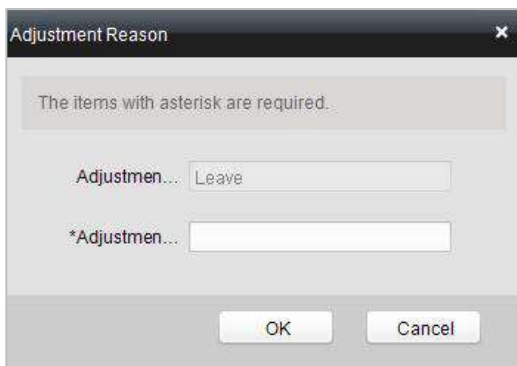 Adjustment Reason
The items with asterisk are required.
Adjustmen... Leave
*Adjustmen...
OK Cancel